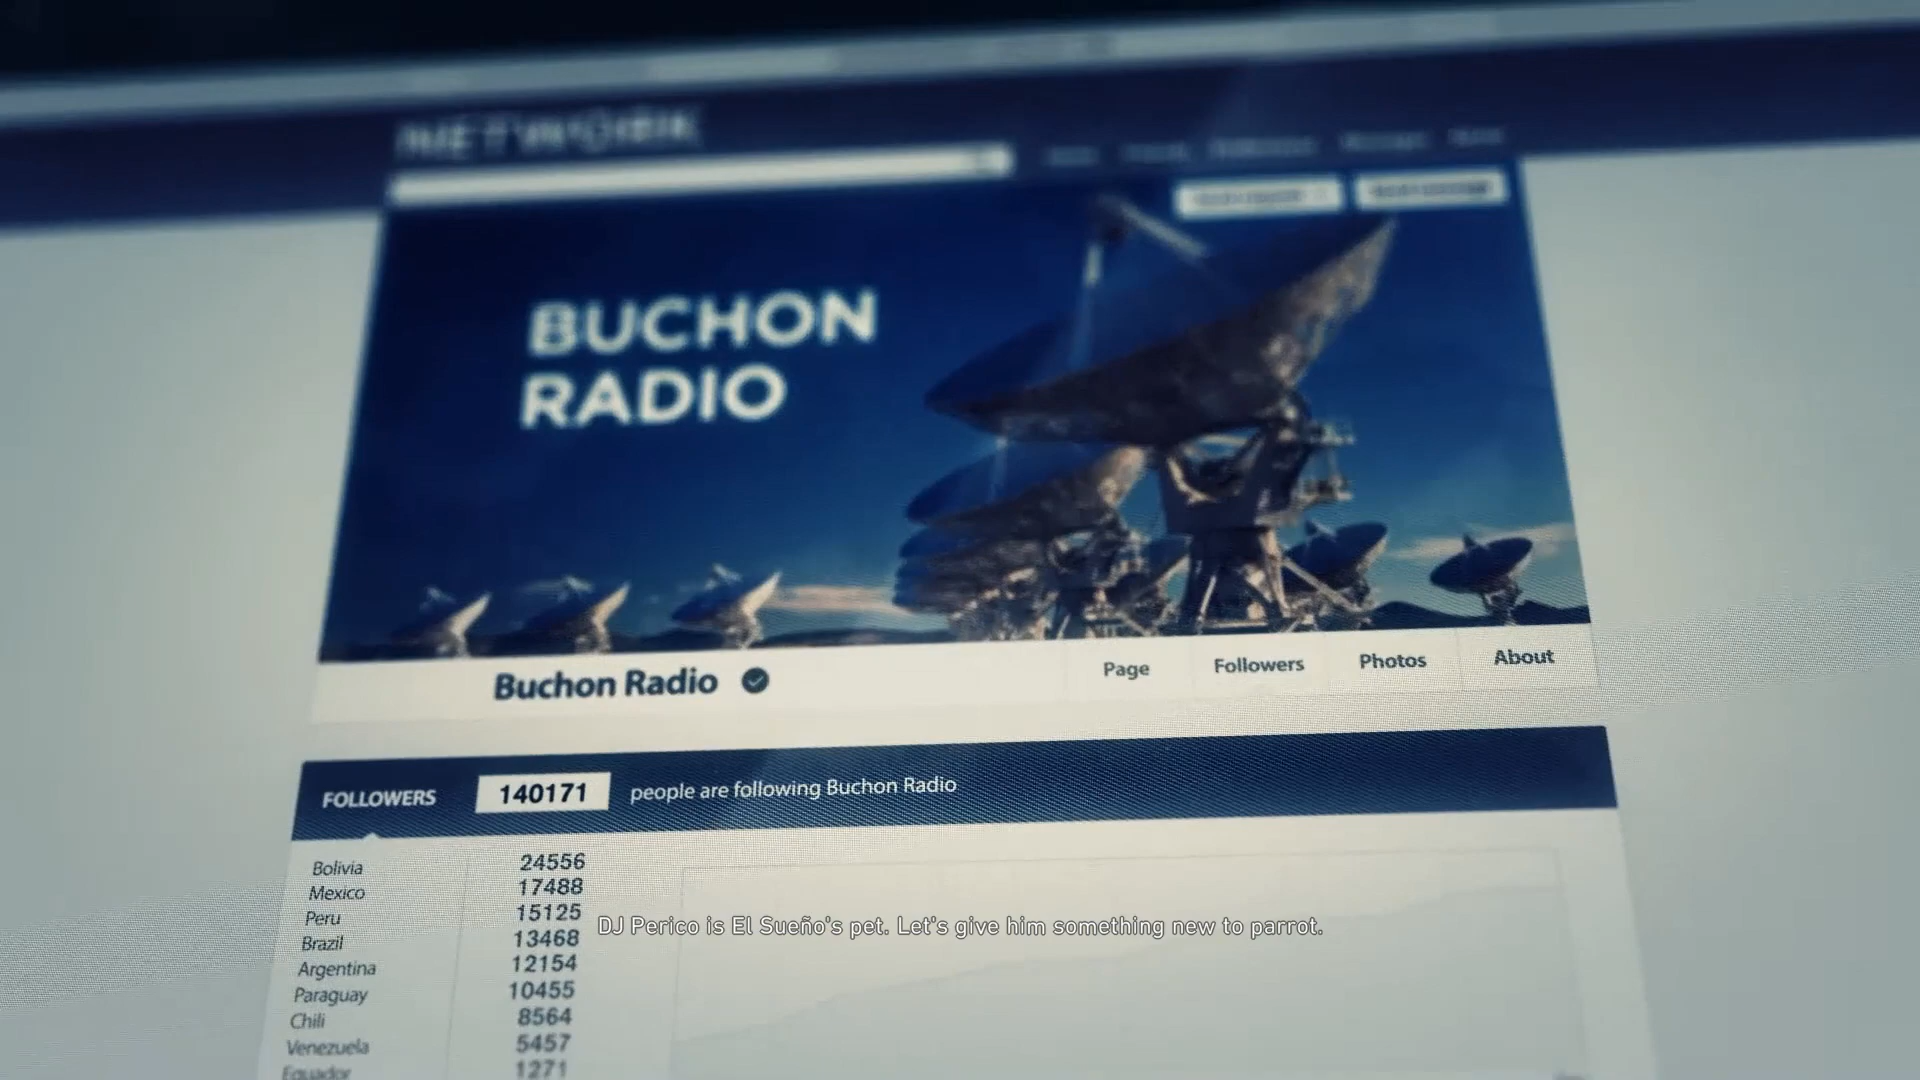 NETWORK
BUCHON
RADIO
Buchon Radio
Page Followers Photos About
FOLLOWERS 140171 people are following Buchon Radio
Bolivia 24556
Mexico 17488
Peru 15125
Brazil 13468
Argentina 12154
Paraguay 10455
Chili 8564
Venezuela 5457
Equador 1271
DJ Perico is El Sueño's pet. Let's give him something new to parrot.